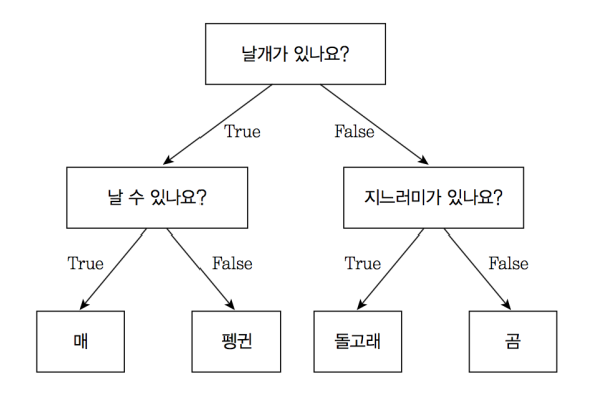 날개가 있나요?
True
False
날 수 있나요?
지느러미가 있나요?
True
False
True
False
매
펭귄
돌고래
곰